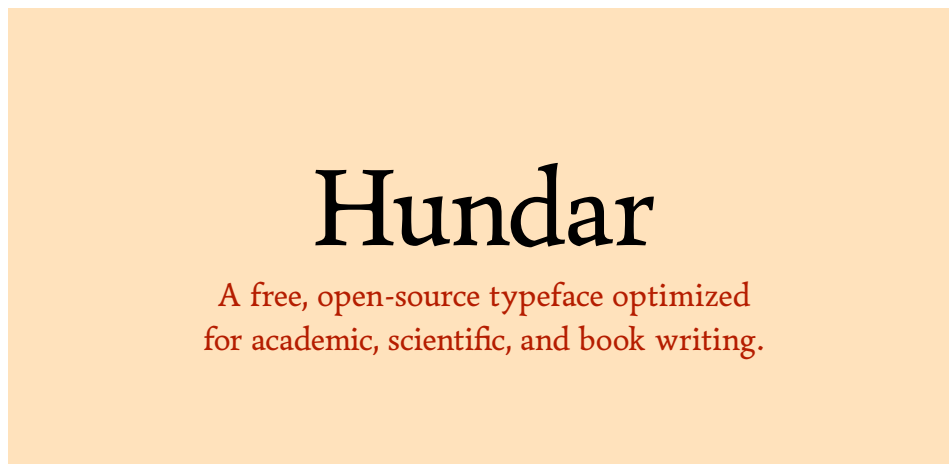 Hundar
A free, open-source typeface optimized
for academic, scientific, and book writing.